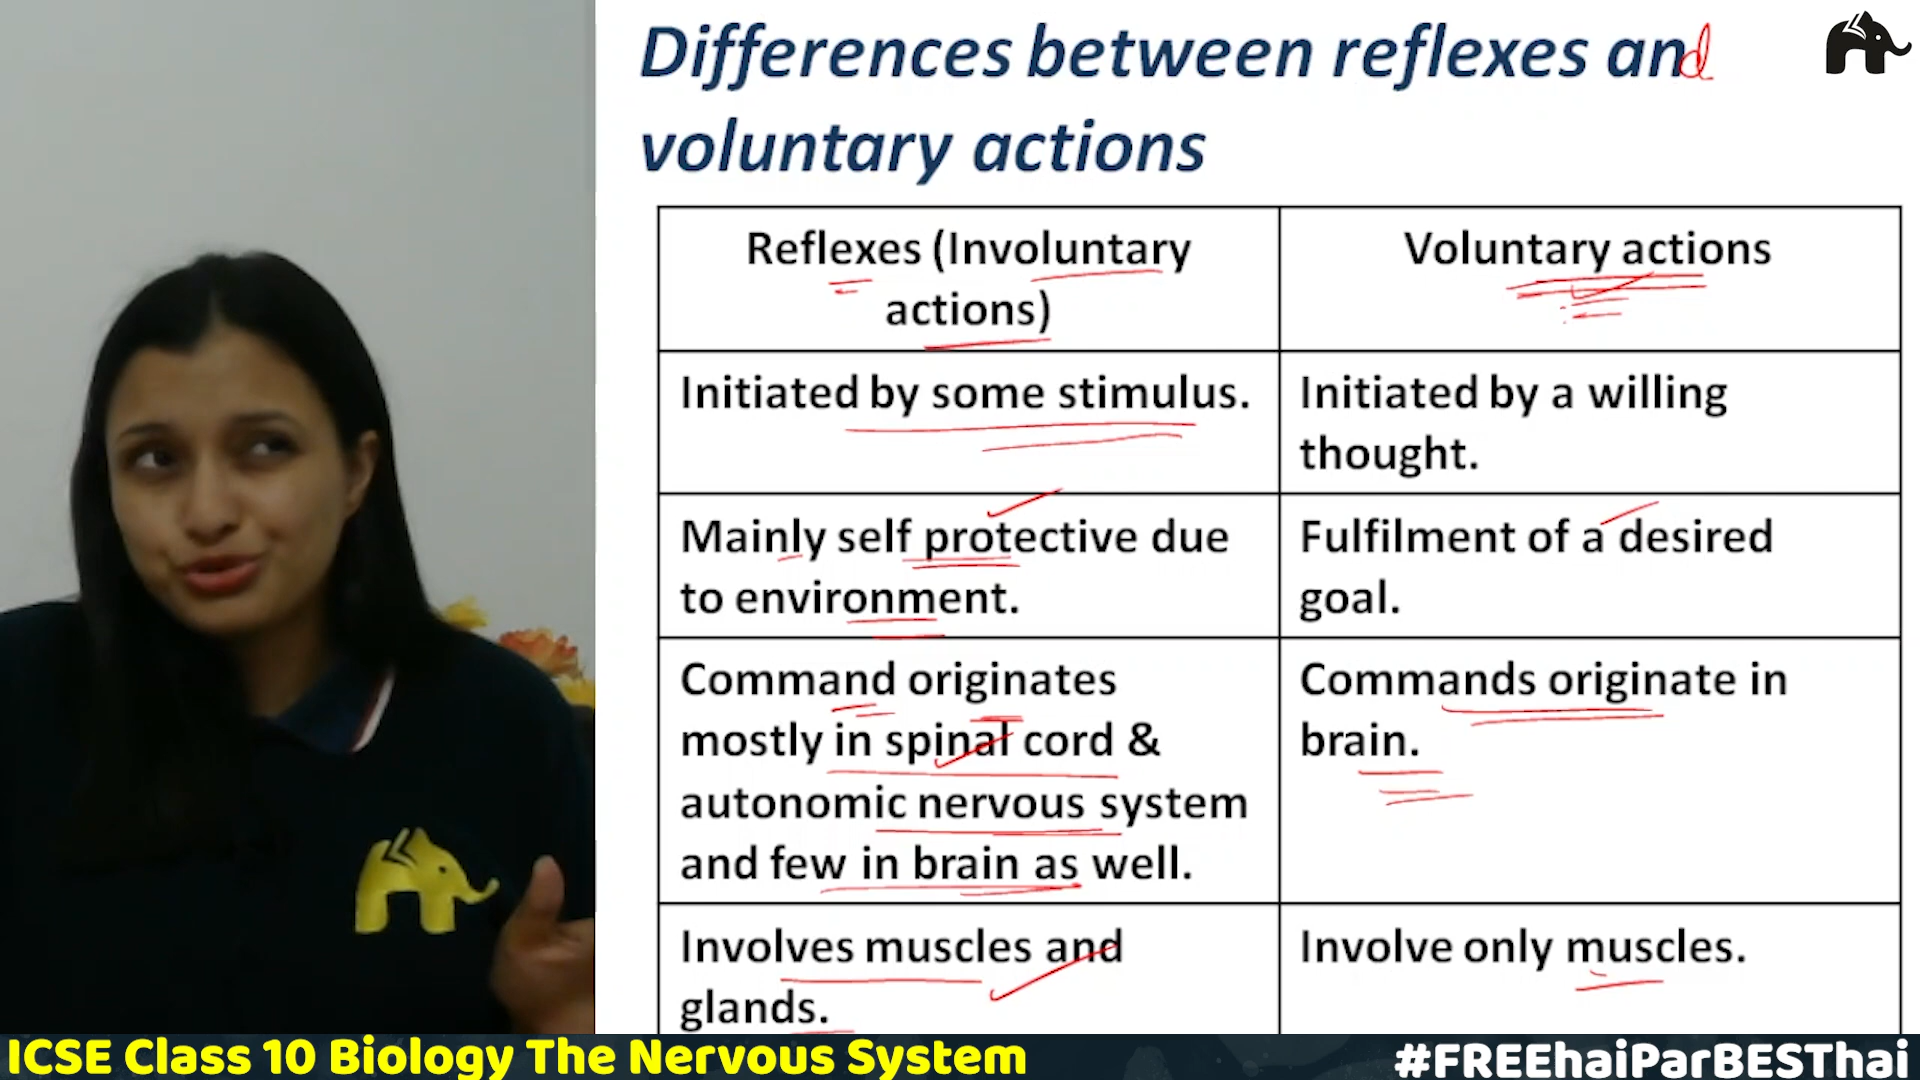 Differences between reflexes and
voluntary actions
Reflexes (Involuntary
actions)
Voluntary actions
Initiated by some stimulus.
Initiated by a willing
thought.
Mainly self protective due
to environment.
Fulfilment of a desired
goal.
Command originates
mostly in spinal cord &
autonomic nervous system
and few in brain as well.
Commands originate in
brain.
Involves muscles and
glands.
Involve only muscles.
ICSE Class 10 Biology The Nervous System
#FREEhaiParBESThai